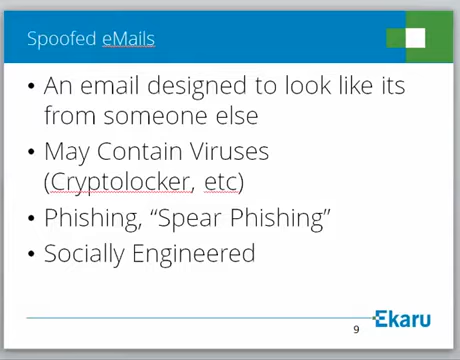 Spoofed eMails
• An email designed to look like its
from someone else
• May Contain Viruses
(Cryptolocker, etc)
• Phishing, “Spear Phishing”
• Socially Engineered
9
Ekaru